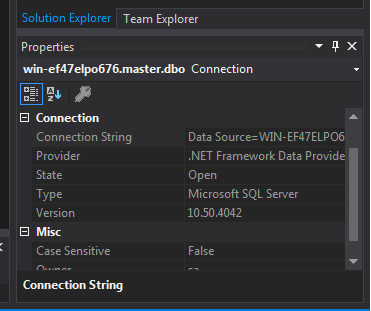 Solution Explorer Team Explorer
Properties
win-ef47elpo676.master.dbo Connection
Connection
Connection String Data Source=WIN-EF47ELPO6
Provider .NET Framework Data Provide
State Open
Type Microsoft SQL Server
Version 10.50.4042
Misc
Case Sensitive False
Owner sa
Connection String